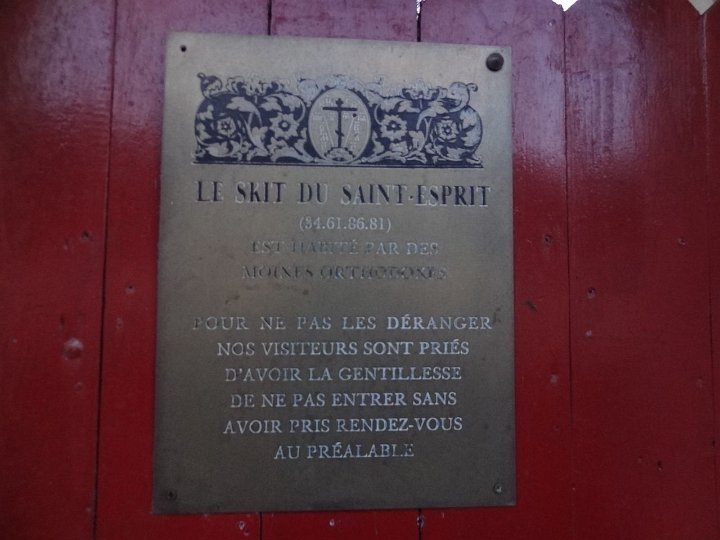 LE SKIT DU SAINT-ESPRIT
(34.61.86.81)
EST HABITÉ PAR DES
MOINES ORTHODOXES
POUR NE PAS LES DÉRANGER
NOS VISITEURS SONT PRIÉS
D'AVOIR LA GENTILLESSE
DE NE PAS ENTRER SANS
AVOIR PRIS RENDEZ-VOUS
AU PRÉALABLE